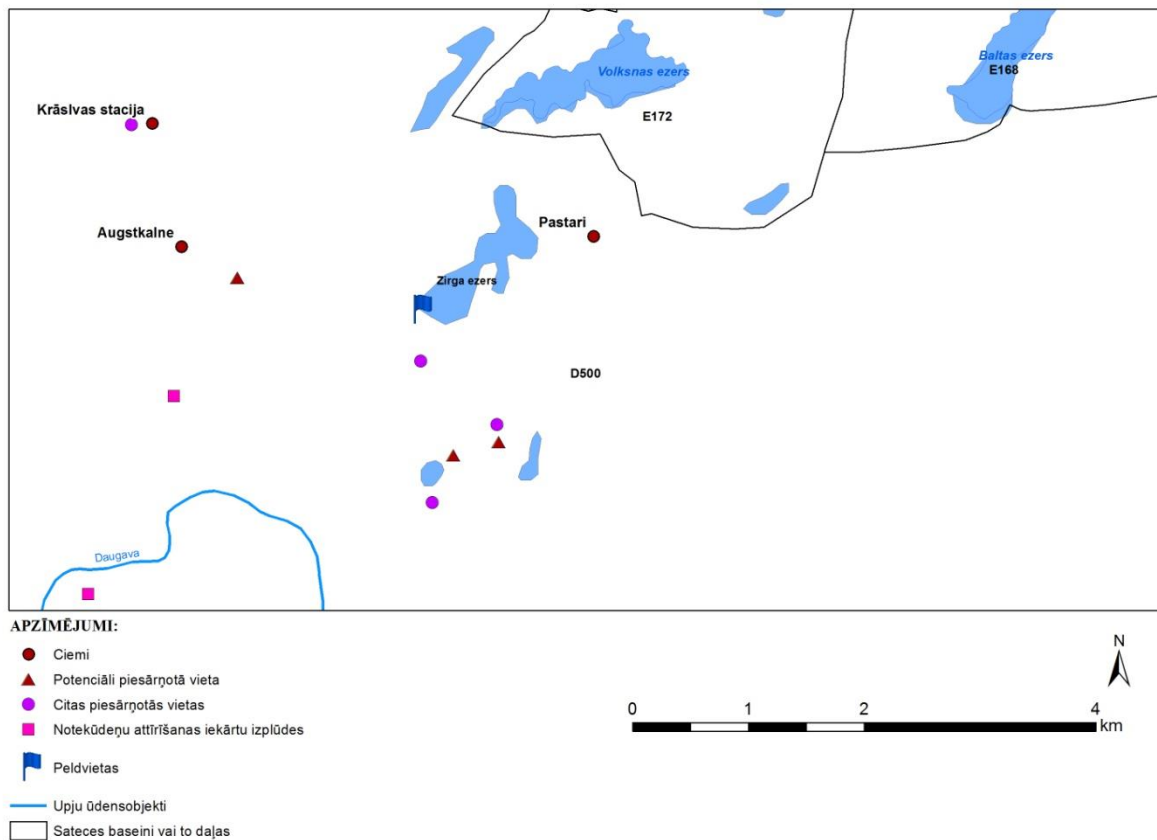 Volksnas ezers
Baltas ezers
E168
Krāslvas stacija
E172
Pastari
Augstkalne
Zirga ezers
D500
Daugava
APZĪMĒJUMI:
Ciemi
Potenciāli piesārņotā vieta
Citas piesārņotās vietas
Notekūdeņu attīrīšanas iekārtu izplūdes
Peldvietas
Upju ūdensobjekti
Sateces baseini vai to daļas
N
0 1 2 4
km